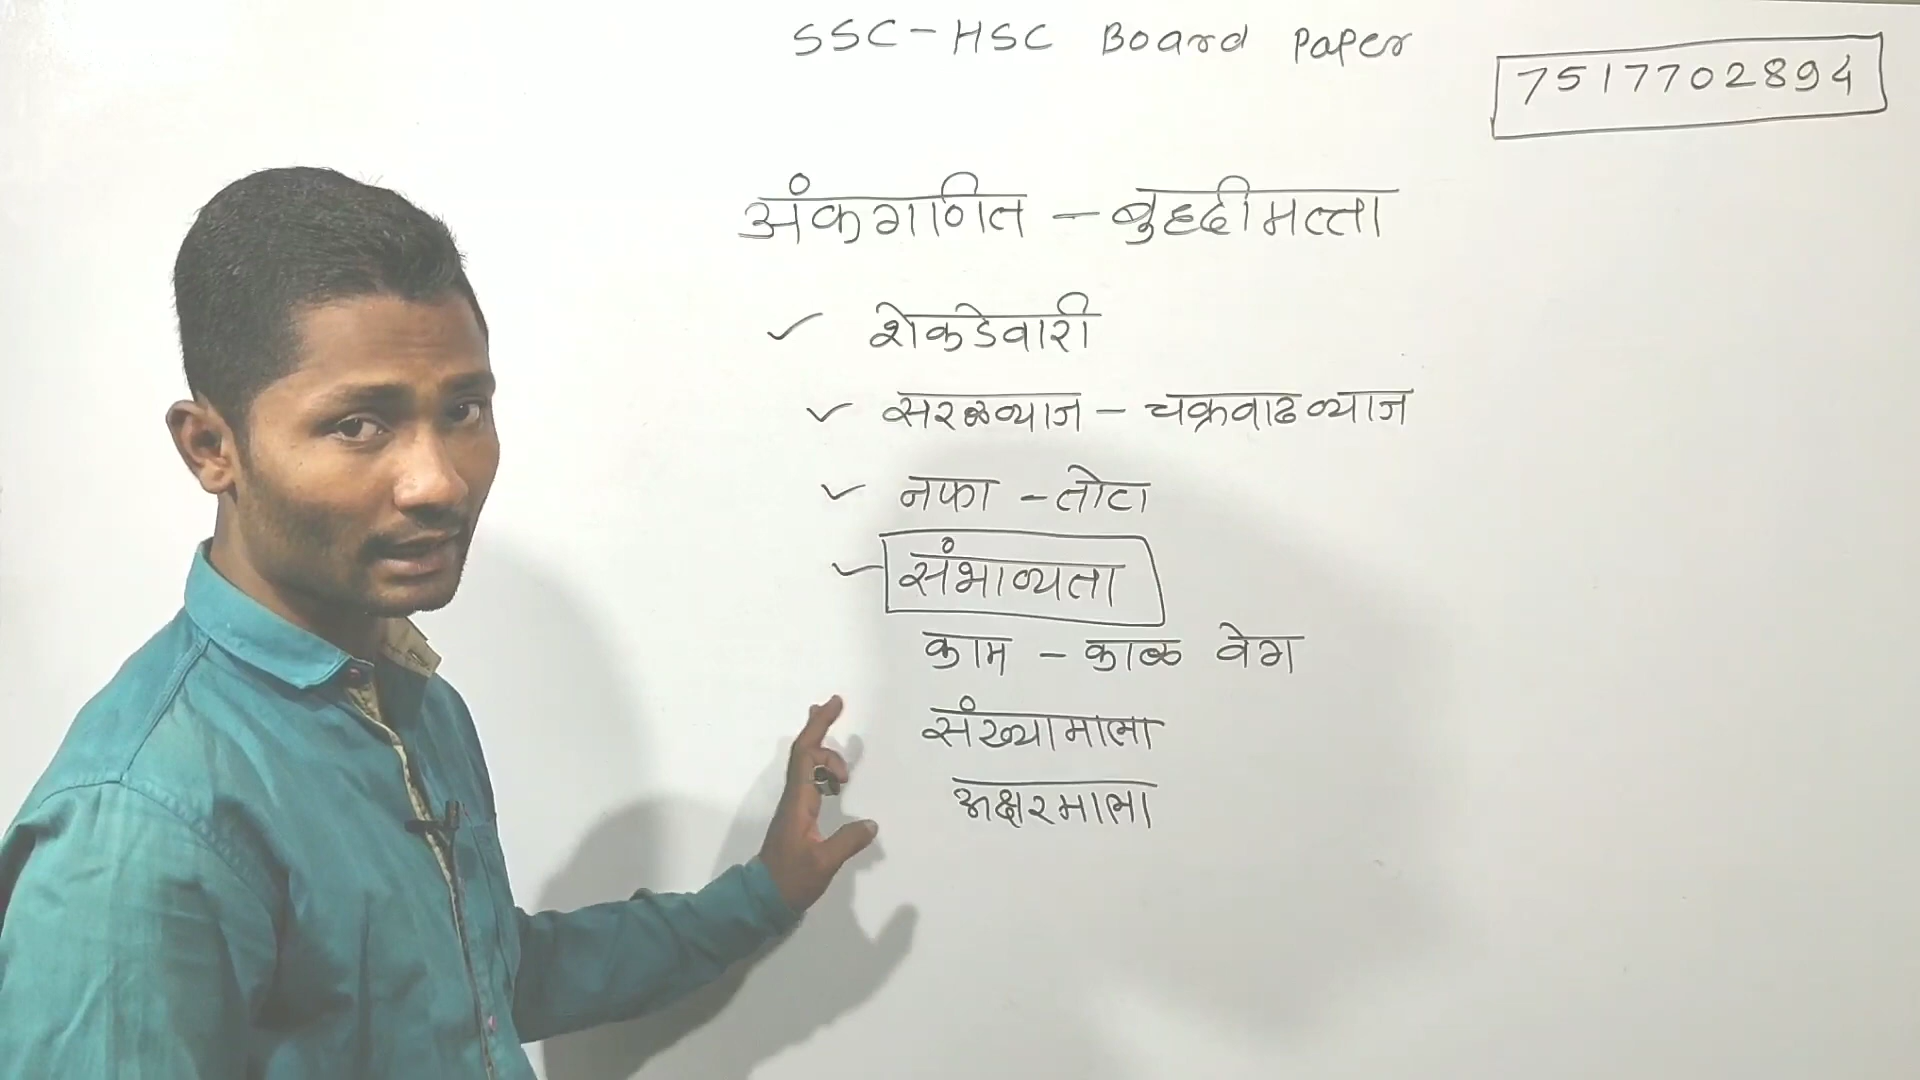 SSC-HSC Board Paper
7517702894
अंकगणित - बुद्दीमत्ता
शेकडेवारी
सरळव्याज - चक्रवाढव्याज
नफा - तोटा
संभाव्यता
काम - काळ वेग
संख्यामाला
अक्षरमाला